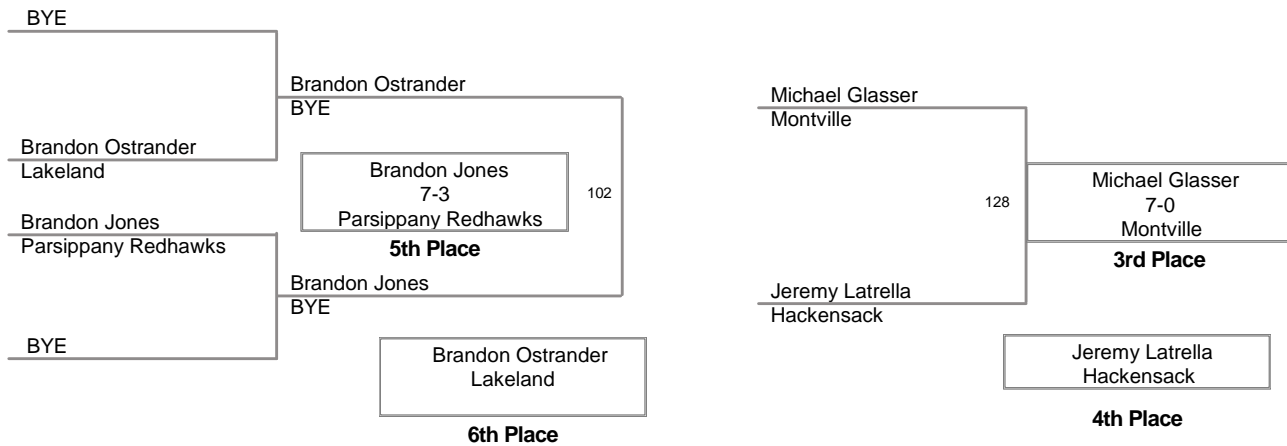 BYE
Brandon Ostrander
BYE
Brandon Ostrander
Lakeland
Brandon Jones
7-3
Parsippany Redhawks
5th Place
102
Brandon Jones
Parsippany Redhawks
Brandon Jones
BYE
BYE
Brandon Ostrander
Lakeland
6th Place
Michael Glasser
Montville
128
Michael Glasser
7-0
Montville
3rd Place
Jeremy Latrella
Hackensack
Jeremy Latrella
Hackensack
4th Place